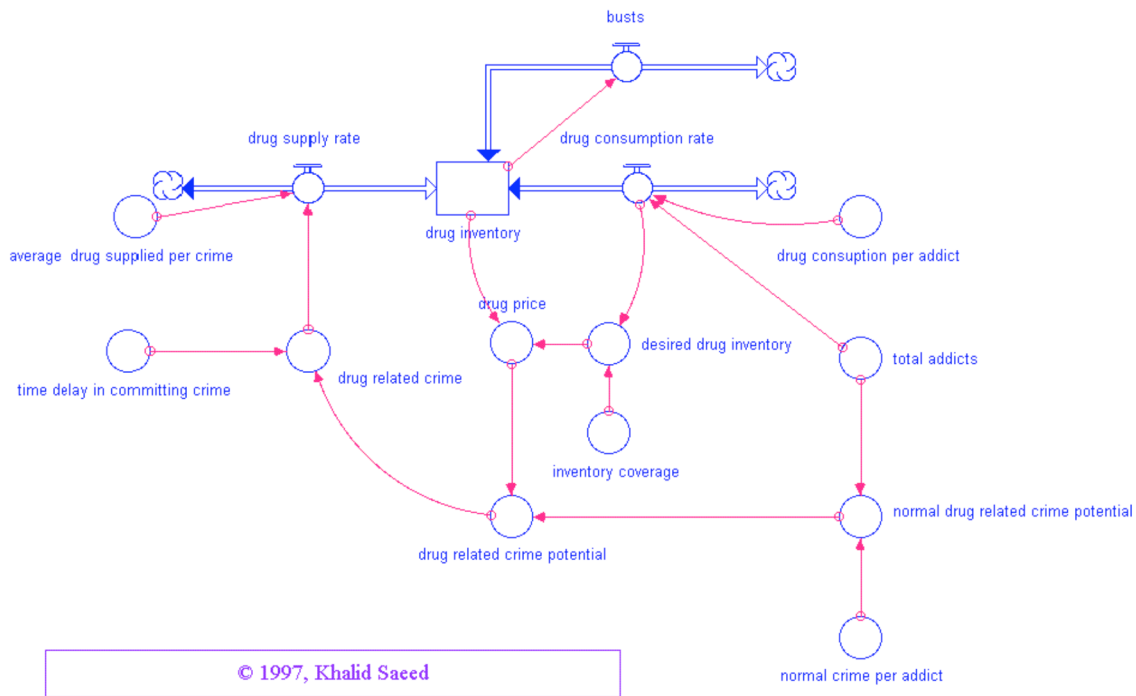 busts
drug supply rate
drug consumption rate
drug inventory
average drug supplied per crime
drug consuption per addict
drug price
desired drug inventory
total addicts
time delay in committing crime
drug related crime
inventory coverage
normal drug related crime potential
drug related crime potential
© 1997, Khalid Saeed
normal crime per addict